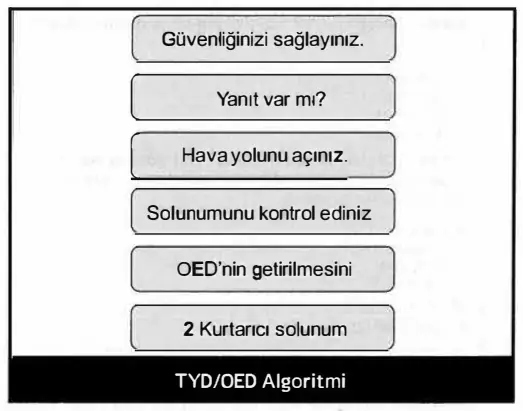 Güvenliğinizi sağlayınız.
Yanıt var mı?
Hava yolunu açınız.
Solunumunu kontrol ediniz
OED'nin getirilmesini
2 Kurtarıcı solunum
TYD/OED Algoritmi